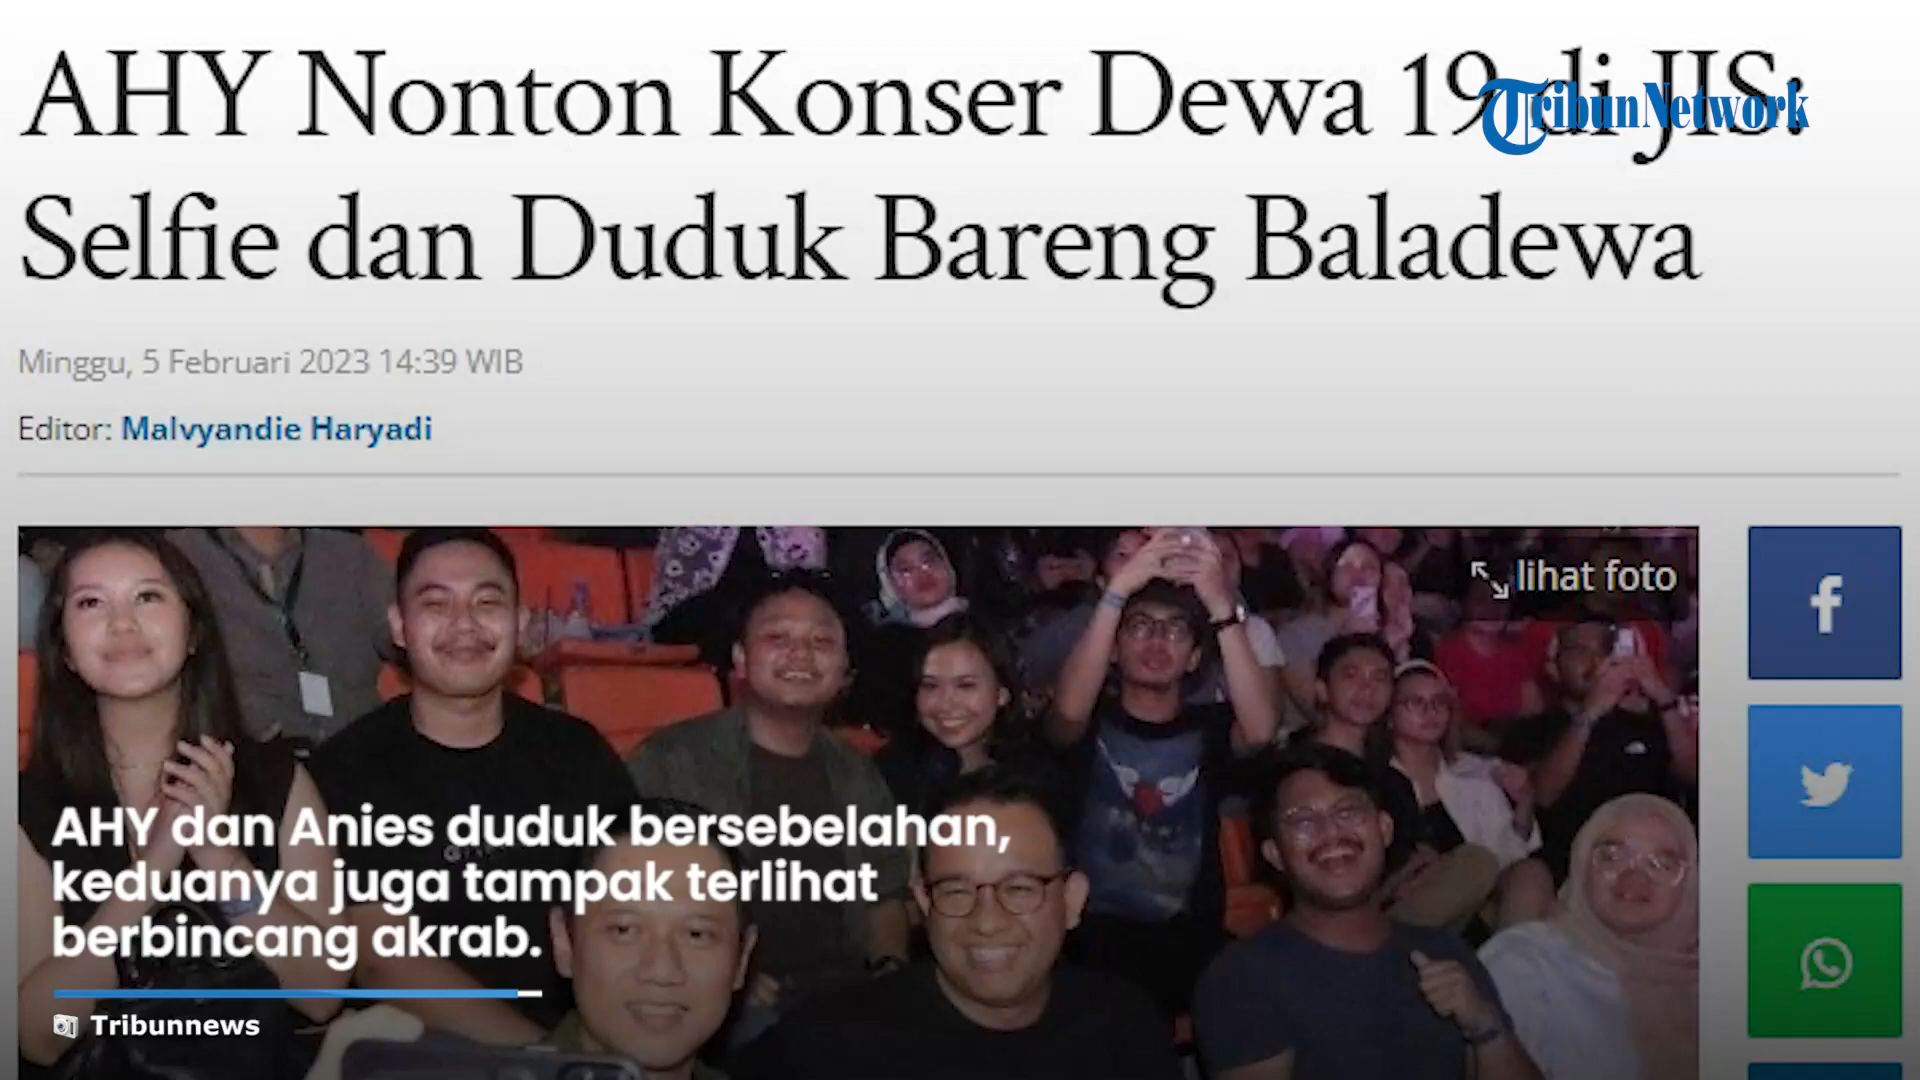 AHY Nonton Konser Dewa 19 di JIS:
TribunNetwork
Selfie dan Duduk Bareng Baladewa
Minggu, 5 Februari 2023 14:39 WIB
Editor: Malvyandie Haryadi
lihat foto
AHY dan Anies duduk bersebelahan,
keduanya juga tampak terlihat
berbincang akrab.
Tribunnews